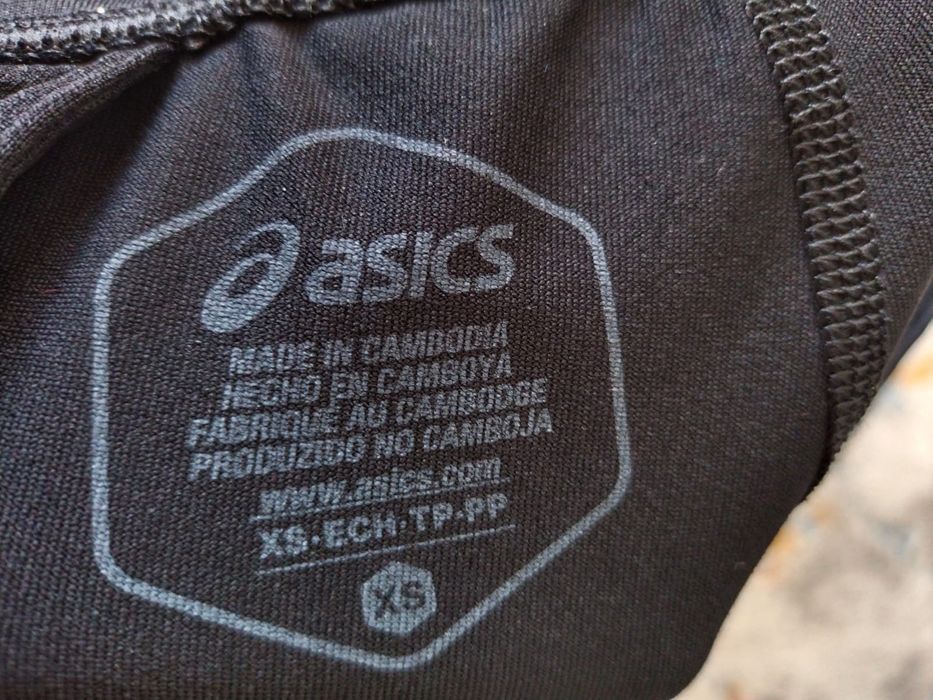 asics
MADE IN CAMBODIA
HECHO EN CAMBOYA
FABRIQUÉ AU CAMBODGE
PRODUZIDO NO CAMBOJA
www.asics.com
XS·ECH·TP·PP
XS